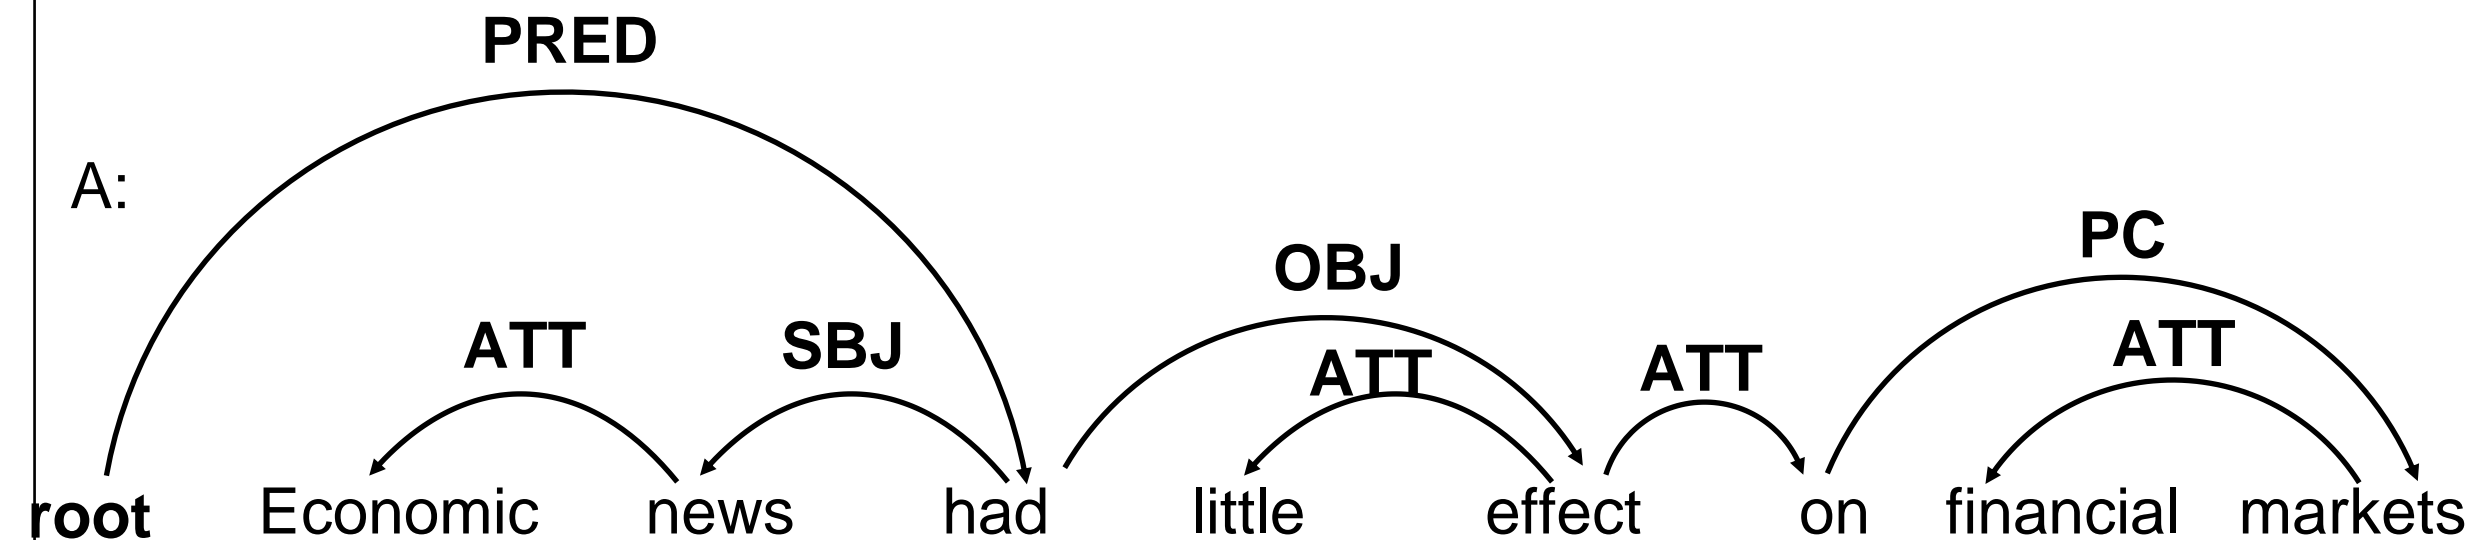 PRED
A:
PC
OBJ
ATT SBJ ATT ATT ATT
root Economic news had little effect on financial markets